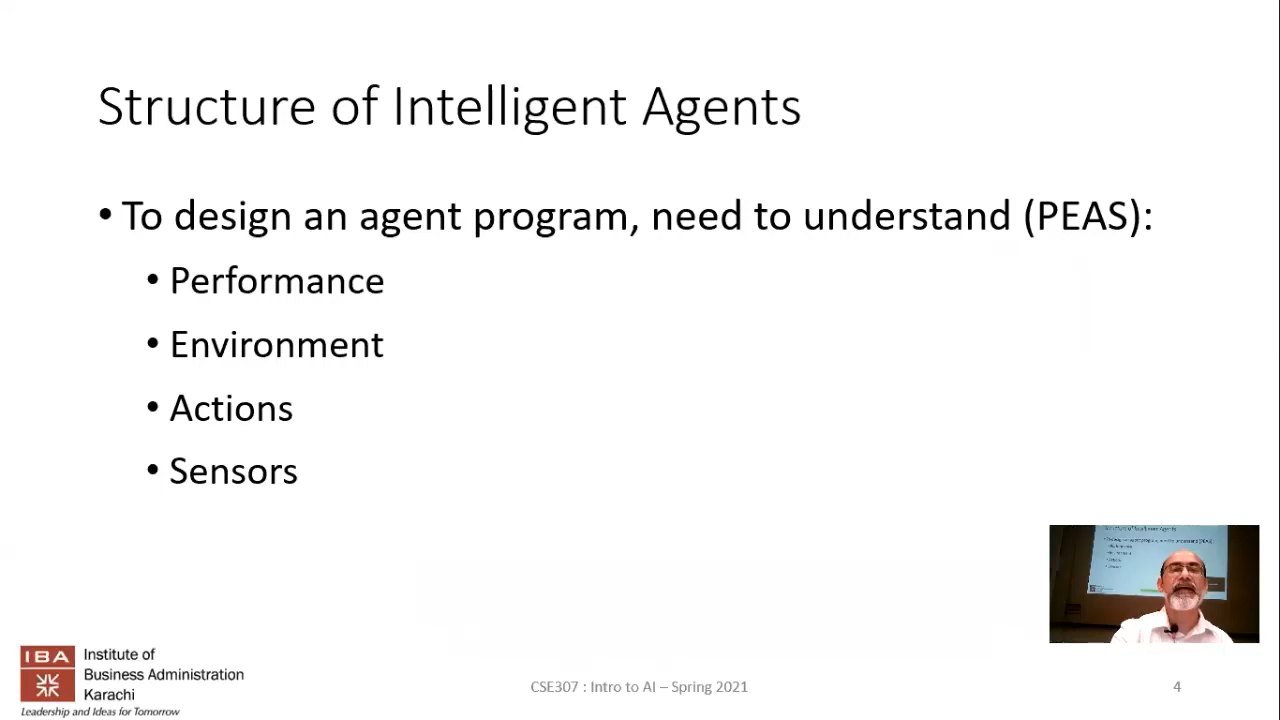 Structure of Intelligent Agents
• To design an agent program, need to understand (PEAS):
• Performance
• Environment
• Actions
• Sensors
IBA
Institute of
Business Administration
Karachi
Leadership and Ideas for Tomorrow
CSE307 : Intro to AI – Spring 2021
4